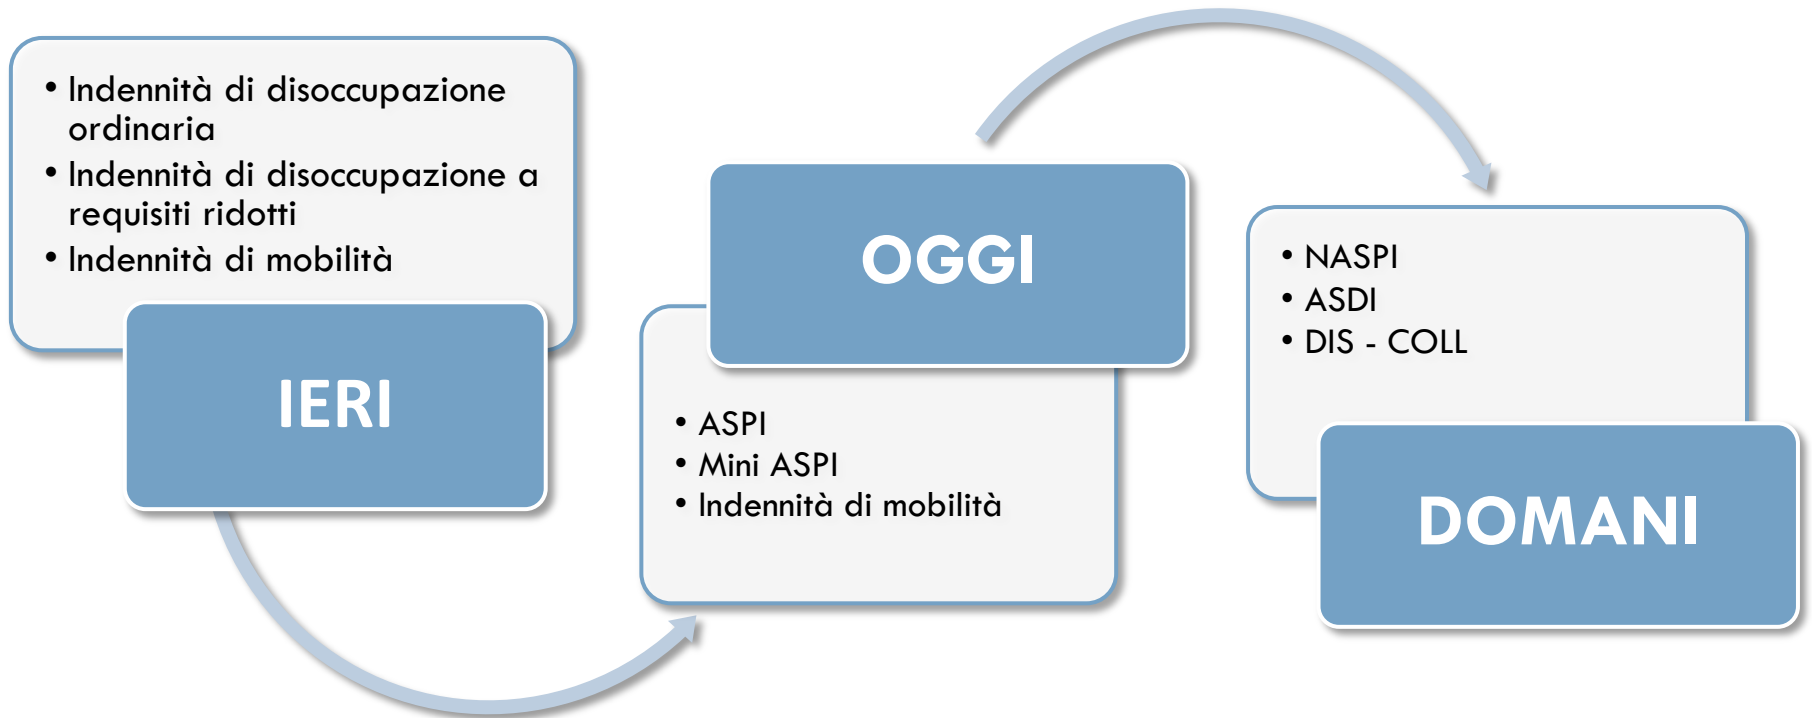 • Indennità di disoccupazione
ordinaria
• Indennità di disoccupazione a
requisiti ridotti
• Indennità di mobilità
IERI
OGGI
• ASPI
• Mini ASPI
• Indennità di mobilità
• NASPI
• ASDI
• DIS - COLL
DOMANI